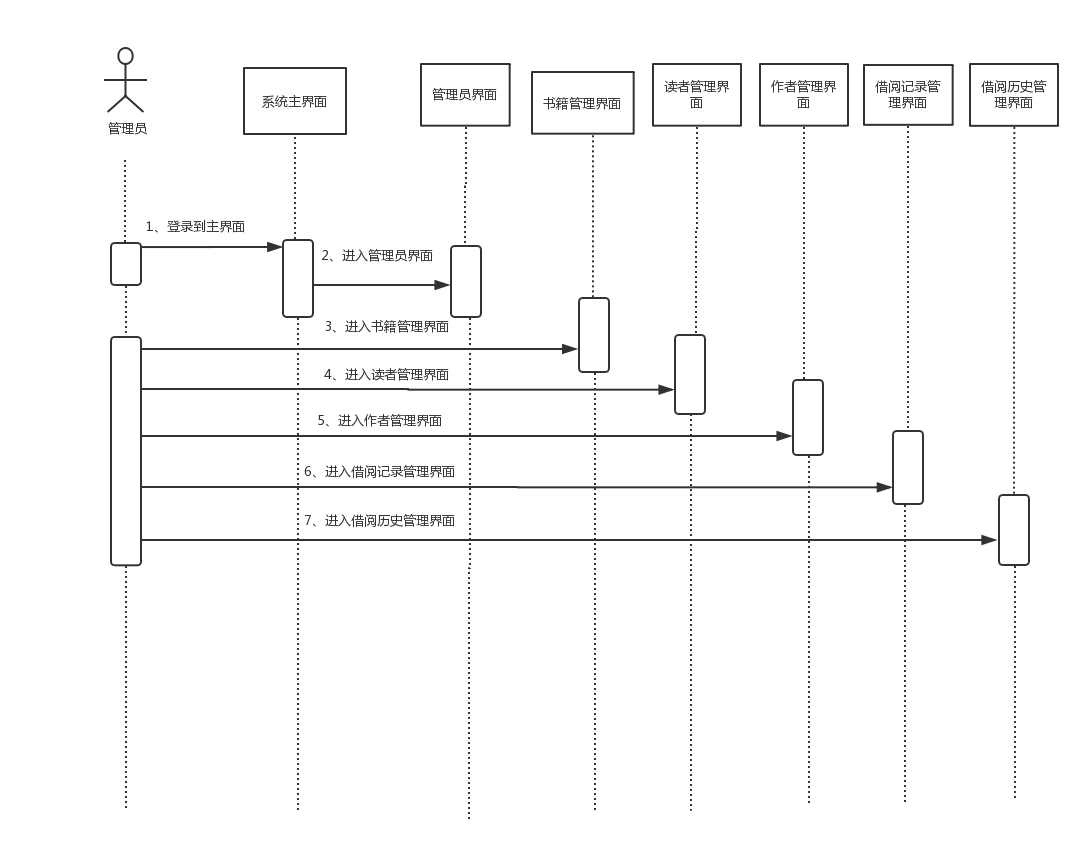 管理员
系统主界面
管理员界面
书籍管理界面
读者管理界
面
作者管理界
面
借阅记录管
理界面
借阅历史管
理界面
1、登录到主界面
2、进入管理员界面
3、进入书籍管理界面
4、进入读者管理界面
5、进入作者管理界面
6、进入借阅记录管理界面
7、进入借阅历史管理界面